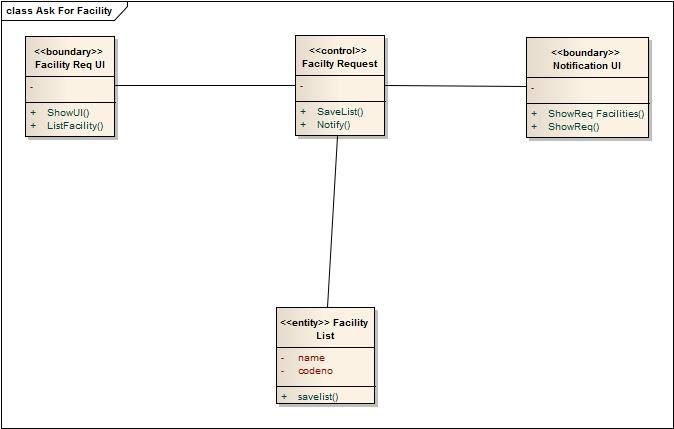 class Ask For Facility
<<boundary>>
Facility Req UI
-
+ ShowUI()
+ ListFacility()
<<control>>
Facilty Request
-
+ SaveList()
+ Notify()
<<boundary>>
Notification UI
-
+ ShowReq Facilities()
+ ShowReq()
<<entity>> Facility
List
- name
- codeno
+ savelist()